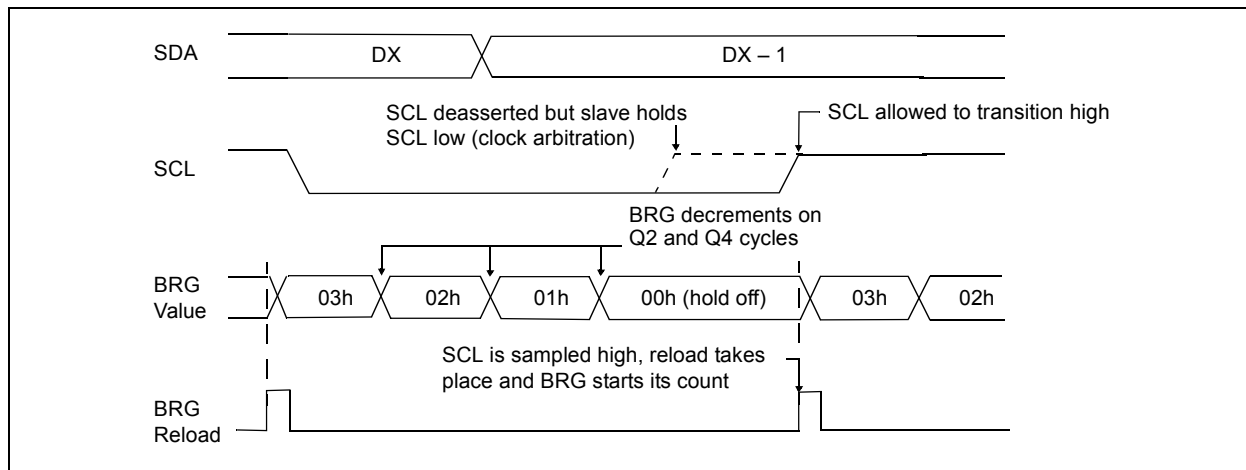 SDA
DX
DX – 1
SCL deasserted but slave holds
SCL low (clock arbitration)
SCL allowed to transition high
SCL
BRG decrements on
Q2 and Q4 cycles
BRG
Value
03h
02h
01h
00h (hold off)
03h
02h
SCL is sampled high, reload takes
place and BRG starts its count
BRG
Reload